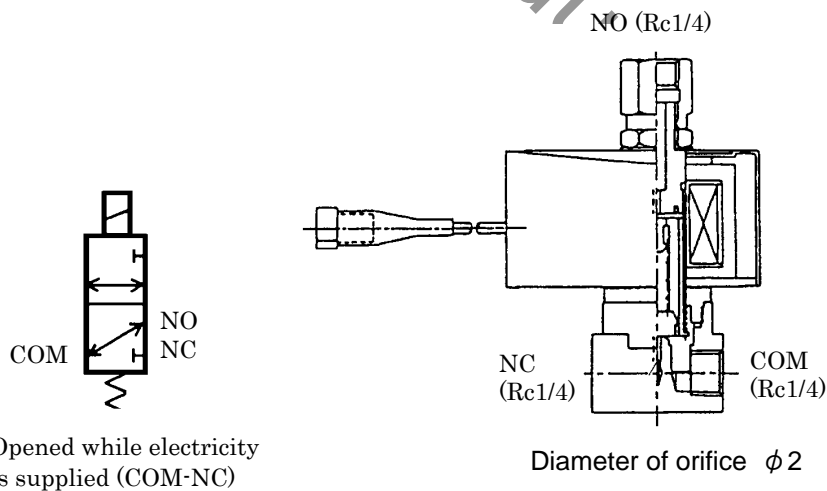 NO (Rc1/4)
COM
NO
NC
NC
(Rc1/4)
COM
(Rc1/4)
Opened while electricity
is supplied (COM-NC)
Diameter of orifice φ2